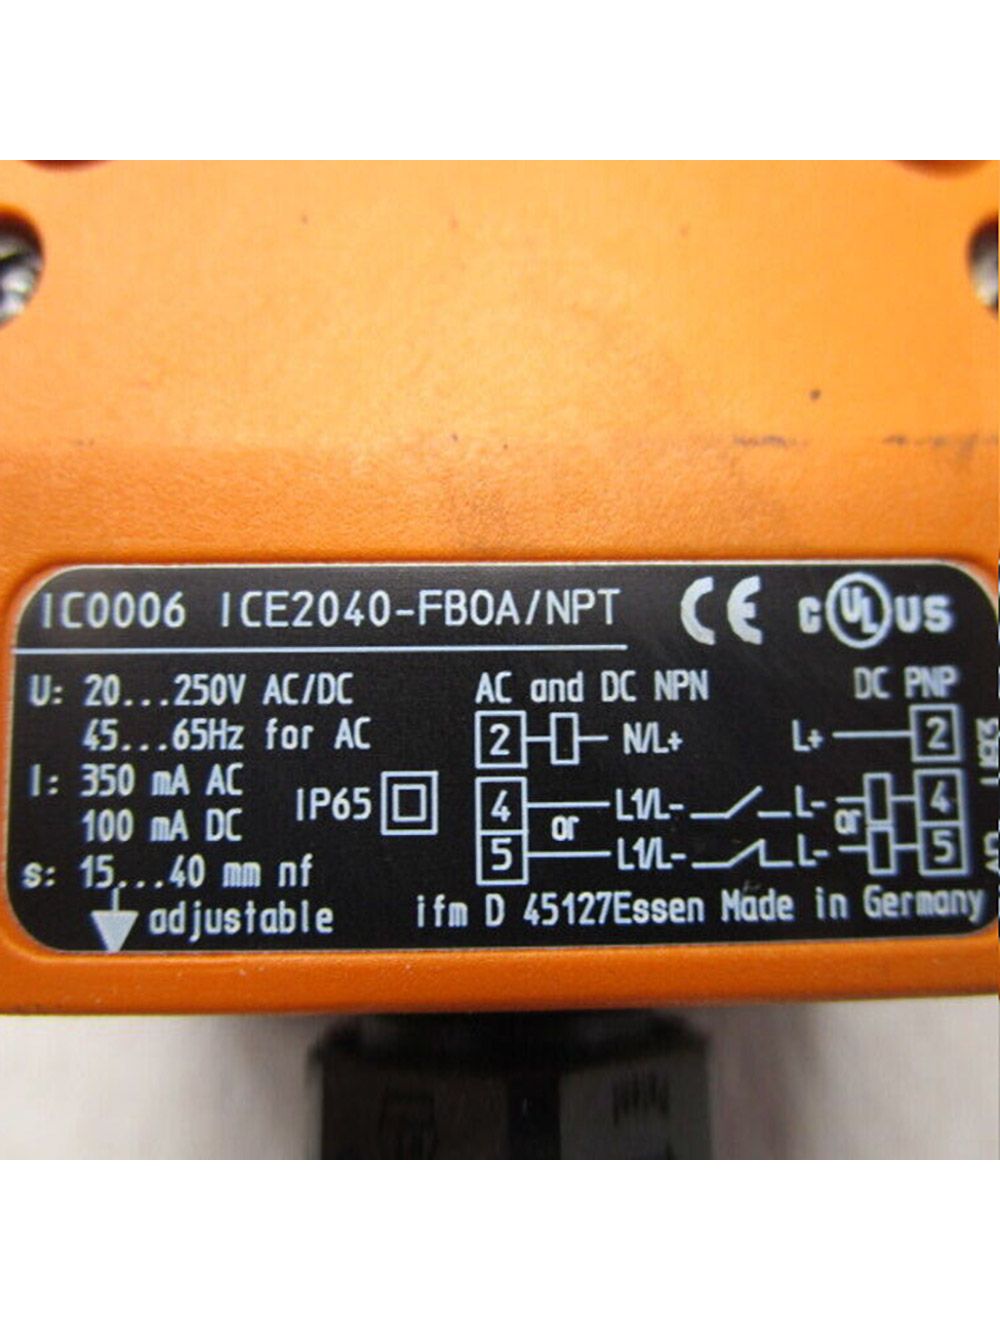 IC0006 ICE2040-FBOA/NPT CE C UL US
U: 20...250V AC/DC
45...65Hz for AC
I: 350 mA AC
100 mA DC
s: 15...40 mm nf
adjustable
IP65
AC and DC NPN
2 N/L+
4 L1/L-
or
5 L1/L-
DC PNP
L+ 2
L- 4
or
L- 5
ifm D 45127Essen Made in Germany